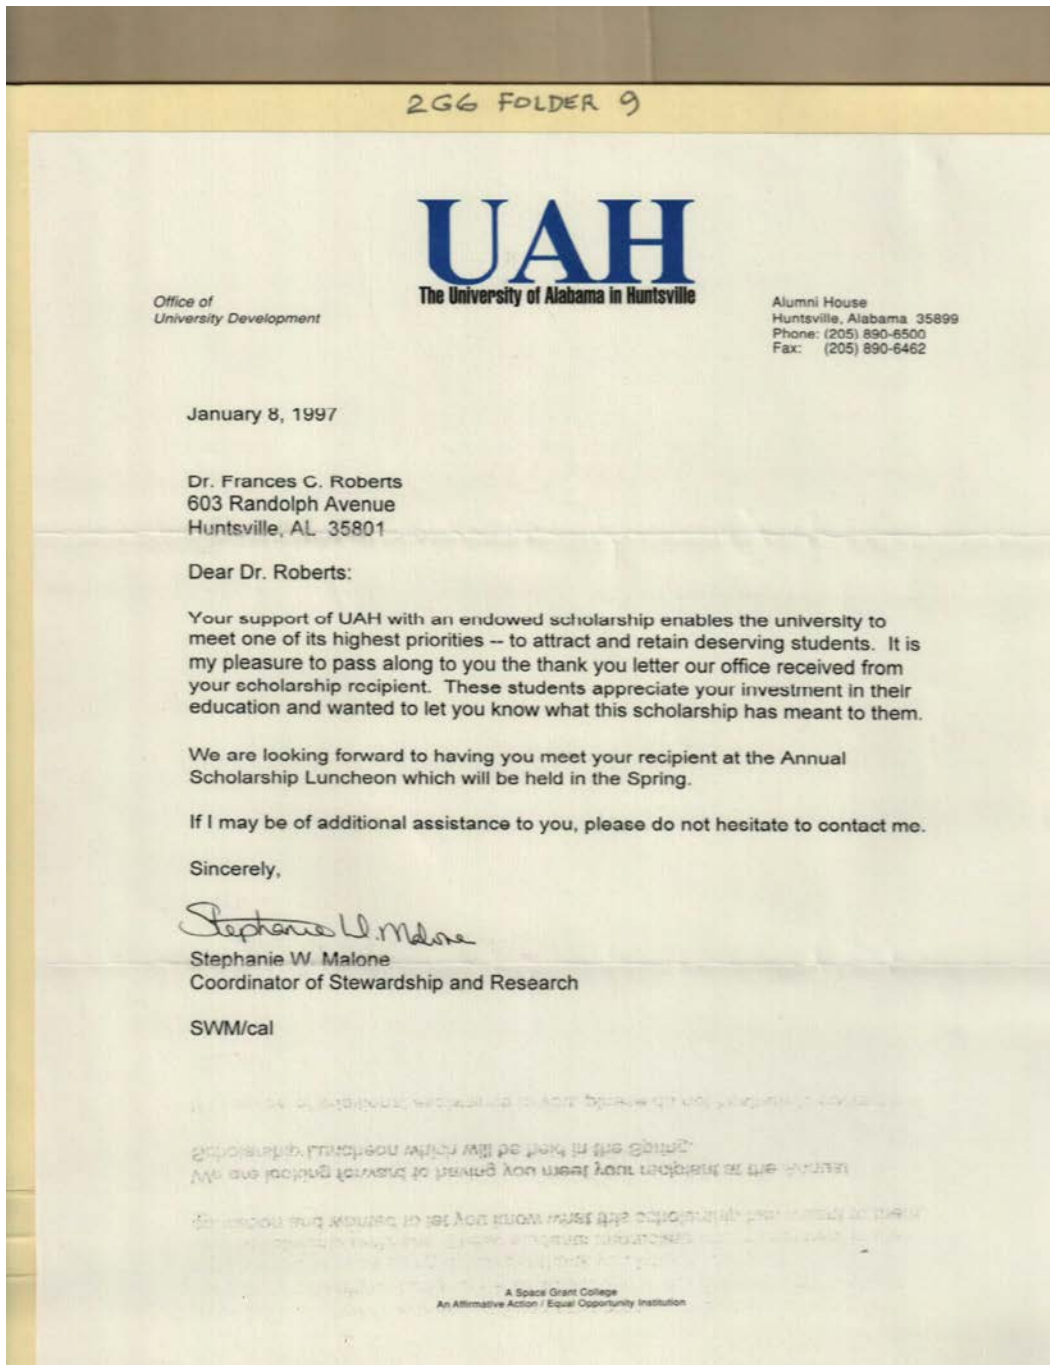 2G6 FOLDER 9
UAH
The University of Alabama in Huntsville
Office of
University Development
Alumni House
Huntsville, Alabama 35899
Phone: (205) 890-6500
Fax: (205) 890-6462
January 8, 1997
Dr. Frances C. Roberts
603 Randolph Avenue
Huntsville, AL 35801
Dear Dr. Roberts:
Your support of UAH with an endowed scholarship enables the university to
meet one of its highest priorities -- to attract and retain deserving students. It is
my pleasure to pass along to you the thank you letter our office received from
your scholarship recipient. These students appreciate your investment in their
education and wanted to let you know what this scholarship has meant to them.
We are looking forward to having you meet your recipient at the Annual
Scholarship Luncheon which will be held in the Spring.
If I may be of additional assistance to you, please do not hesitate to contact me.
Sincerely,
Stephanie W. Malone
Stephanie W. Malone
Coordinator of Stewardship and Research
SWM/cal
A Space Grant College
An Affirmative Action / Equal Opportunity Institution